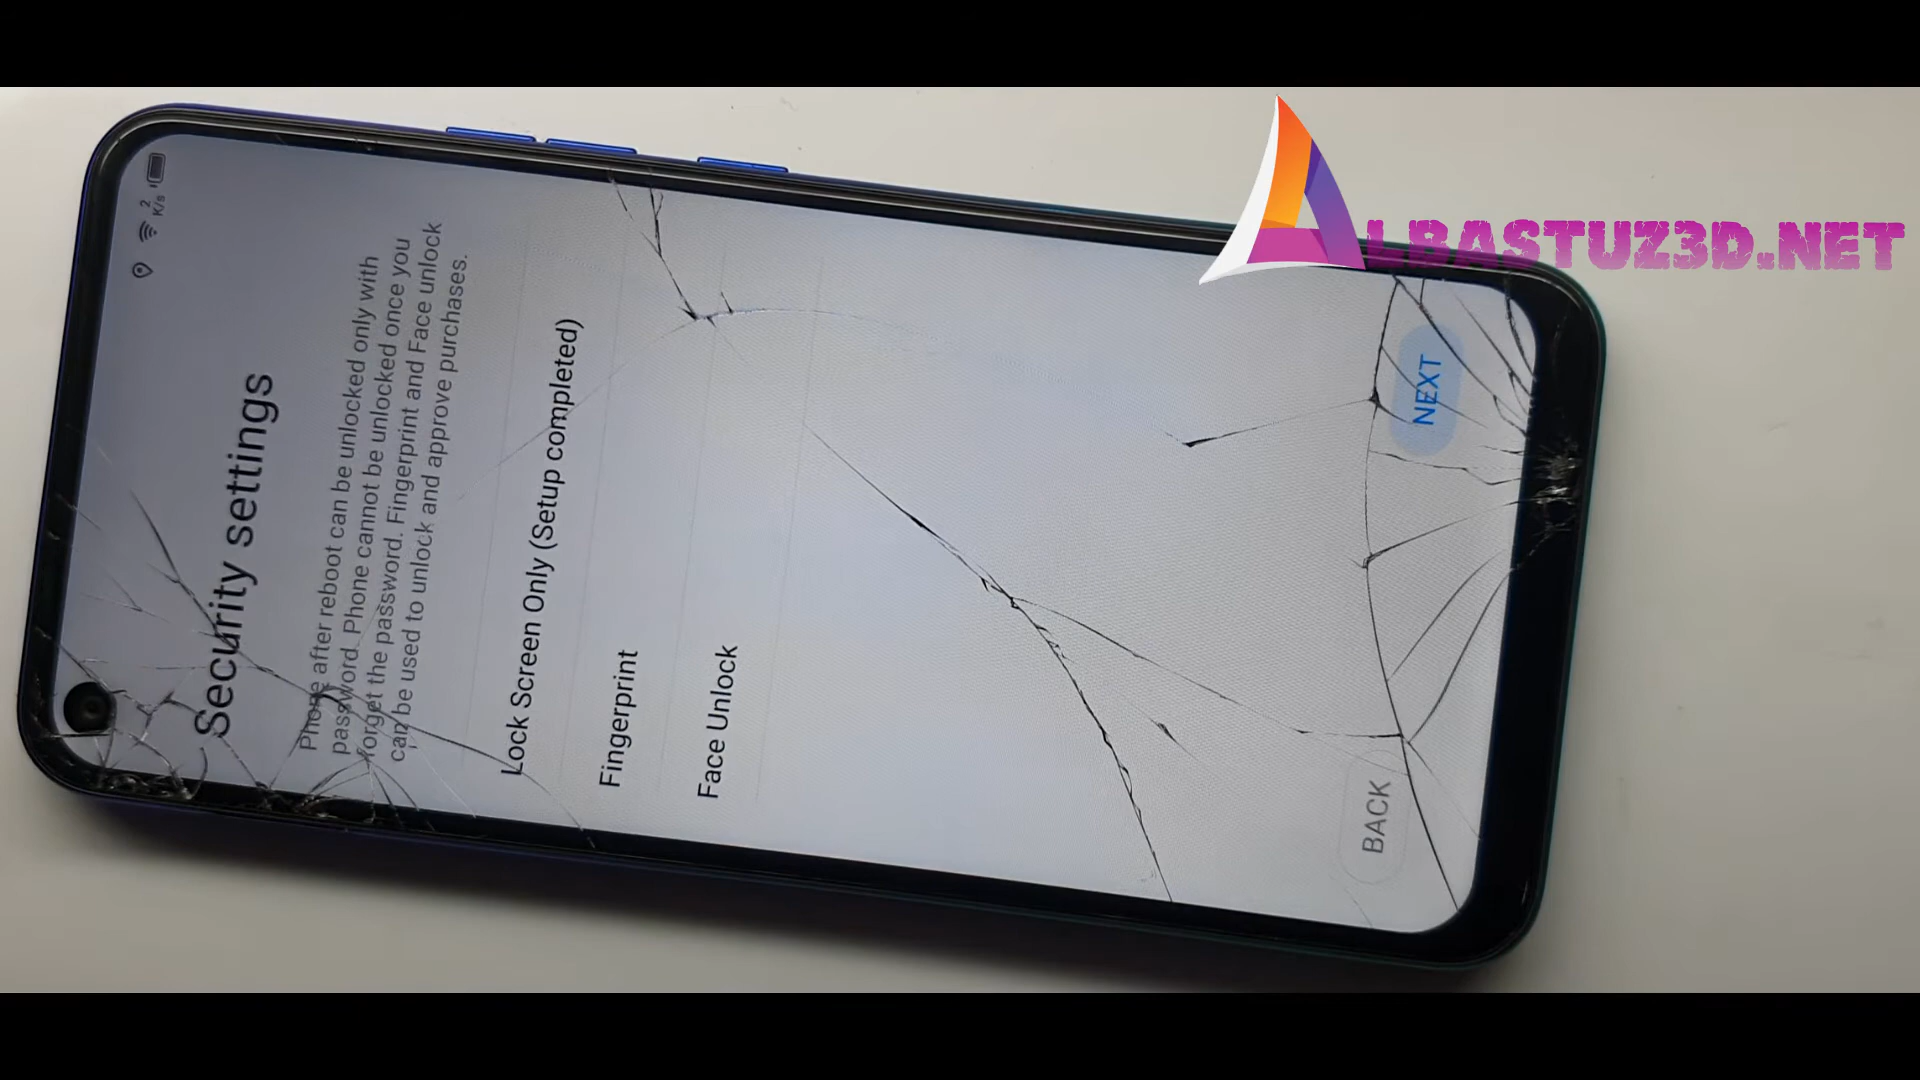 2
K/s
Security settings
Phone after reboot can be unlocked only with
password. Phone cannot be unlocked once you
forget the password. Fingerprint and Face unlock
can be used to unlock and approve purchases.
Lock Screen Only (Setup completed)
Fingerprint
Face Unlock
BACK
NEXT
ALBASTUZ3D.NET